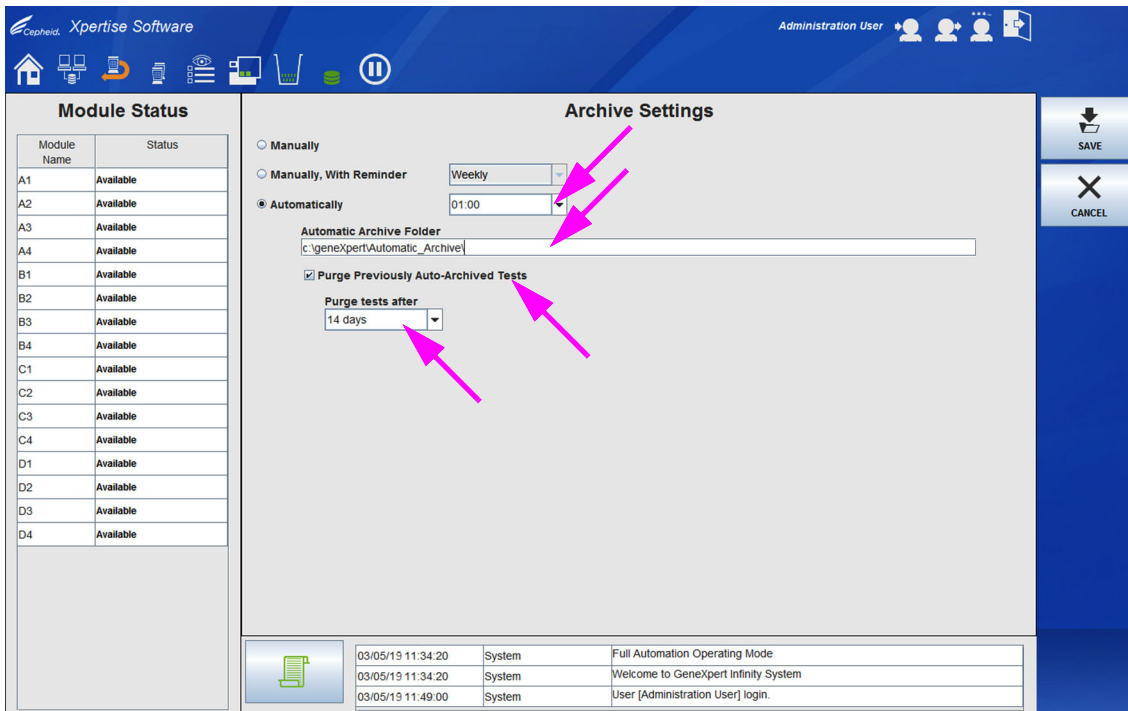 Cepheid. Xpertise Software
Administration User
Module Status
Module Name Status
A1 Available
A2 Available
A3 Available
A4 Available
B1 Available
B2 Available
B3 Available
B4 Available
C1 Available
C2 Available
C3 Available
C4 Available
D1 Available
D2 Available
D3 Available
D4 Available
Archive Settings
Manually
Manually, With Reminder Weekly
Automatically 01:00
Automatic Archive Folder
c:\geneXpert\Automatic_Archive\
Purge Previously Auto-Archived Tests
Purge tests after
14 days
SAVE
CANCEL
03/05/19 11:34:20 System Full Automation Operating Mode
03/05/19 11:34:20 System Welcome to GeneXpert Infinity System
03/05/19 11:49:00 System User [Administration User] login.